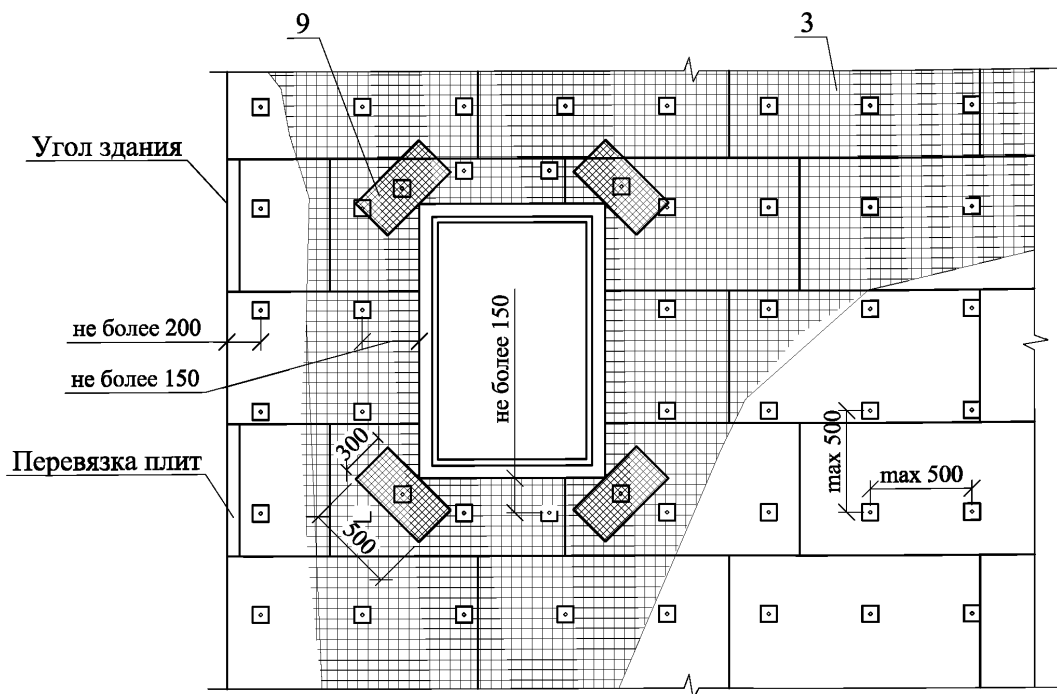 9
3
Угол здания
не более 200
не более 150
не более 150
Перевязка плит
300
500
max 500
max 500